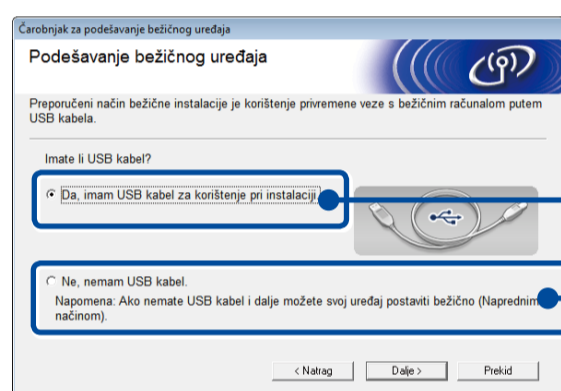 Čarobnjak za podešavanje bežičnog uređaja
Podešavanje bežičnog uređaja
Preporučeni način bežične instalacije je korištenje privremene veze s bežičnim računalom putem
USB kabela.
Imate li USB kabel?
Da, imam USB kabel za korištenje pri instalaciji.
Ne, nemam USB kabel.
Napomena: Ako nemate USB kabel i dalje možete svoj uređaj postaviti bežično (Naprednim
načinom).
< Natrag
Dalje >
Prekid